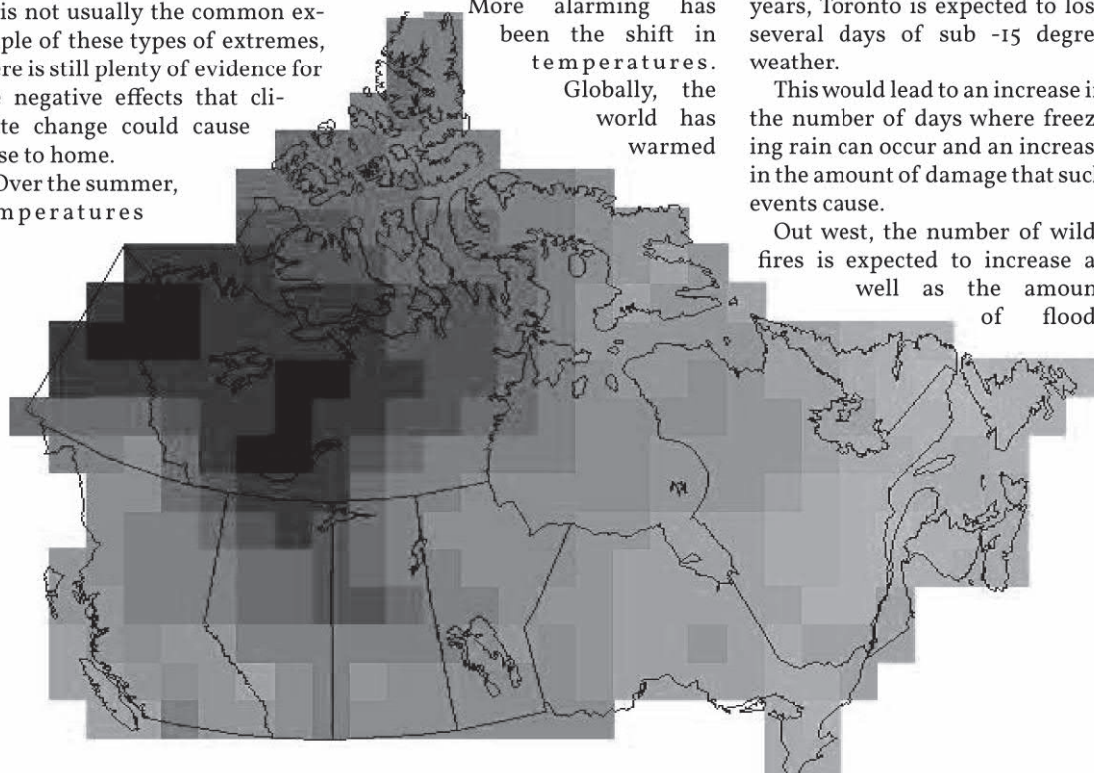 is not usually the common ex-
ple of these types of extremes,
ere is still plenty of evidence for
e negative effects that cli-
te change could cause
se to home.
Over the summer,
mperatures
More alarming has
been the shift in
temperatures.
Globally, the
world has
warmed
years, Toronto is expected to los
several days of sub -15 degre
weather.
This would lead to an increase i
the number of days where freez
ing rain can occur and an increas
in the amount of damage that suc
events cause.
Out west, the number of wild
fires is expected to increase a
well as the amoun
of flood